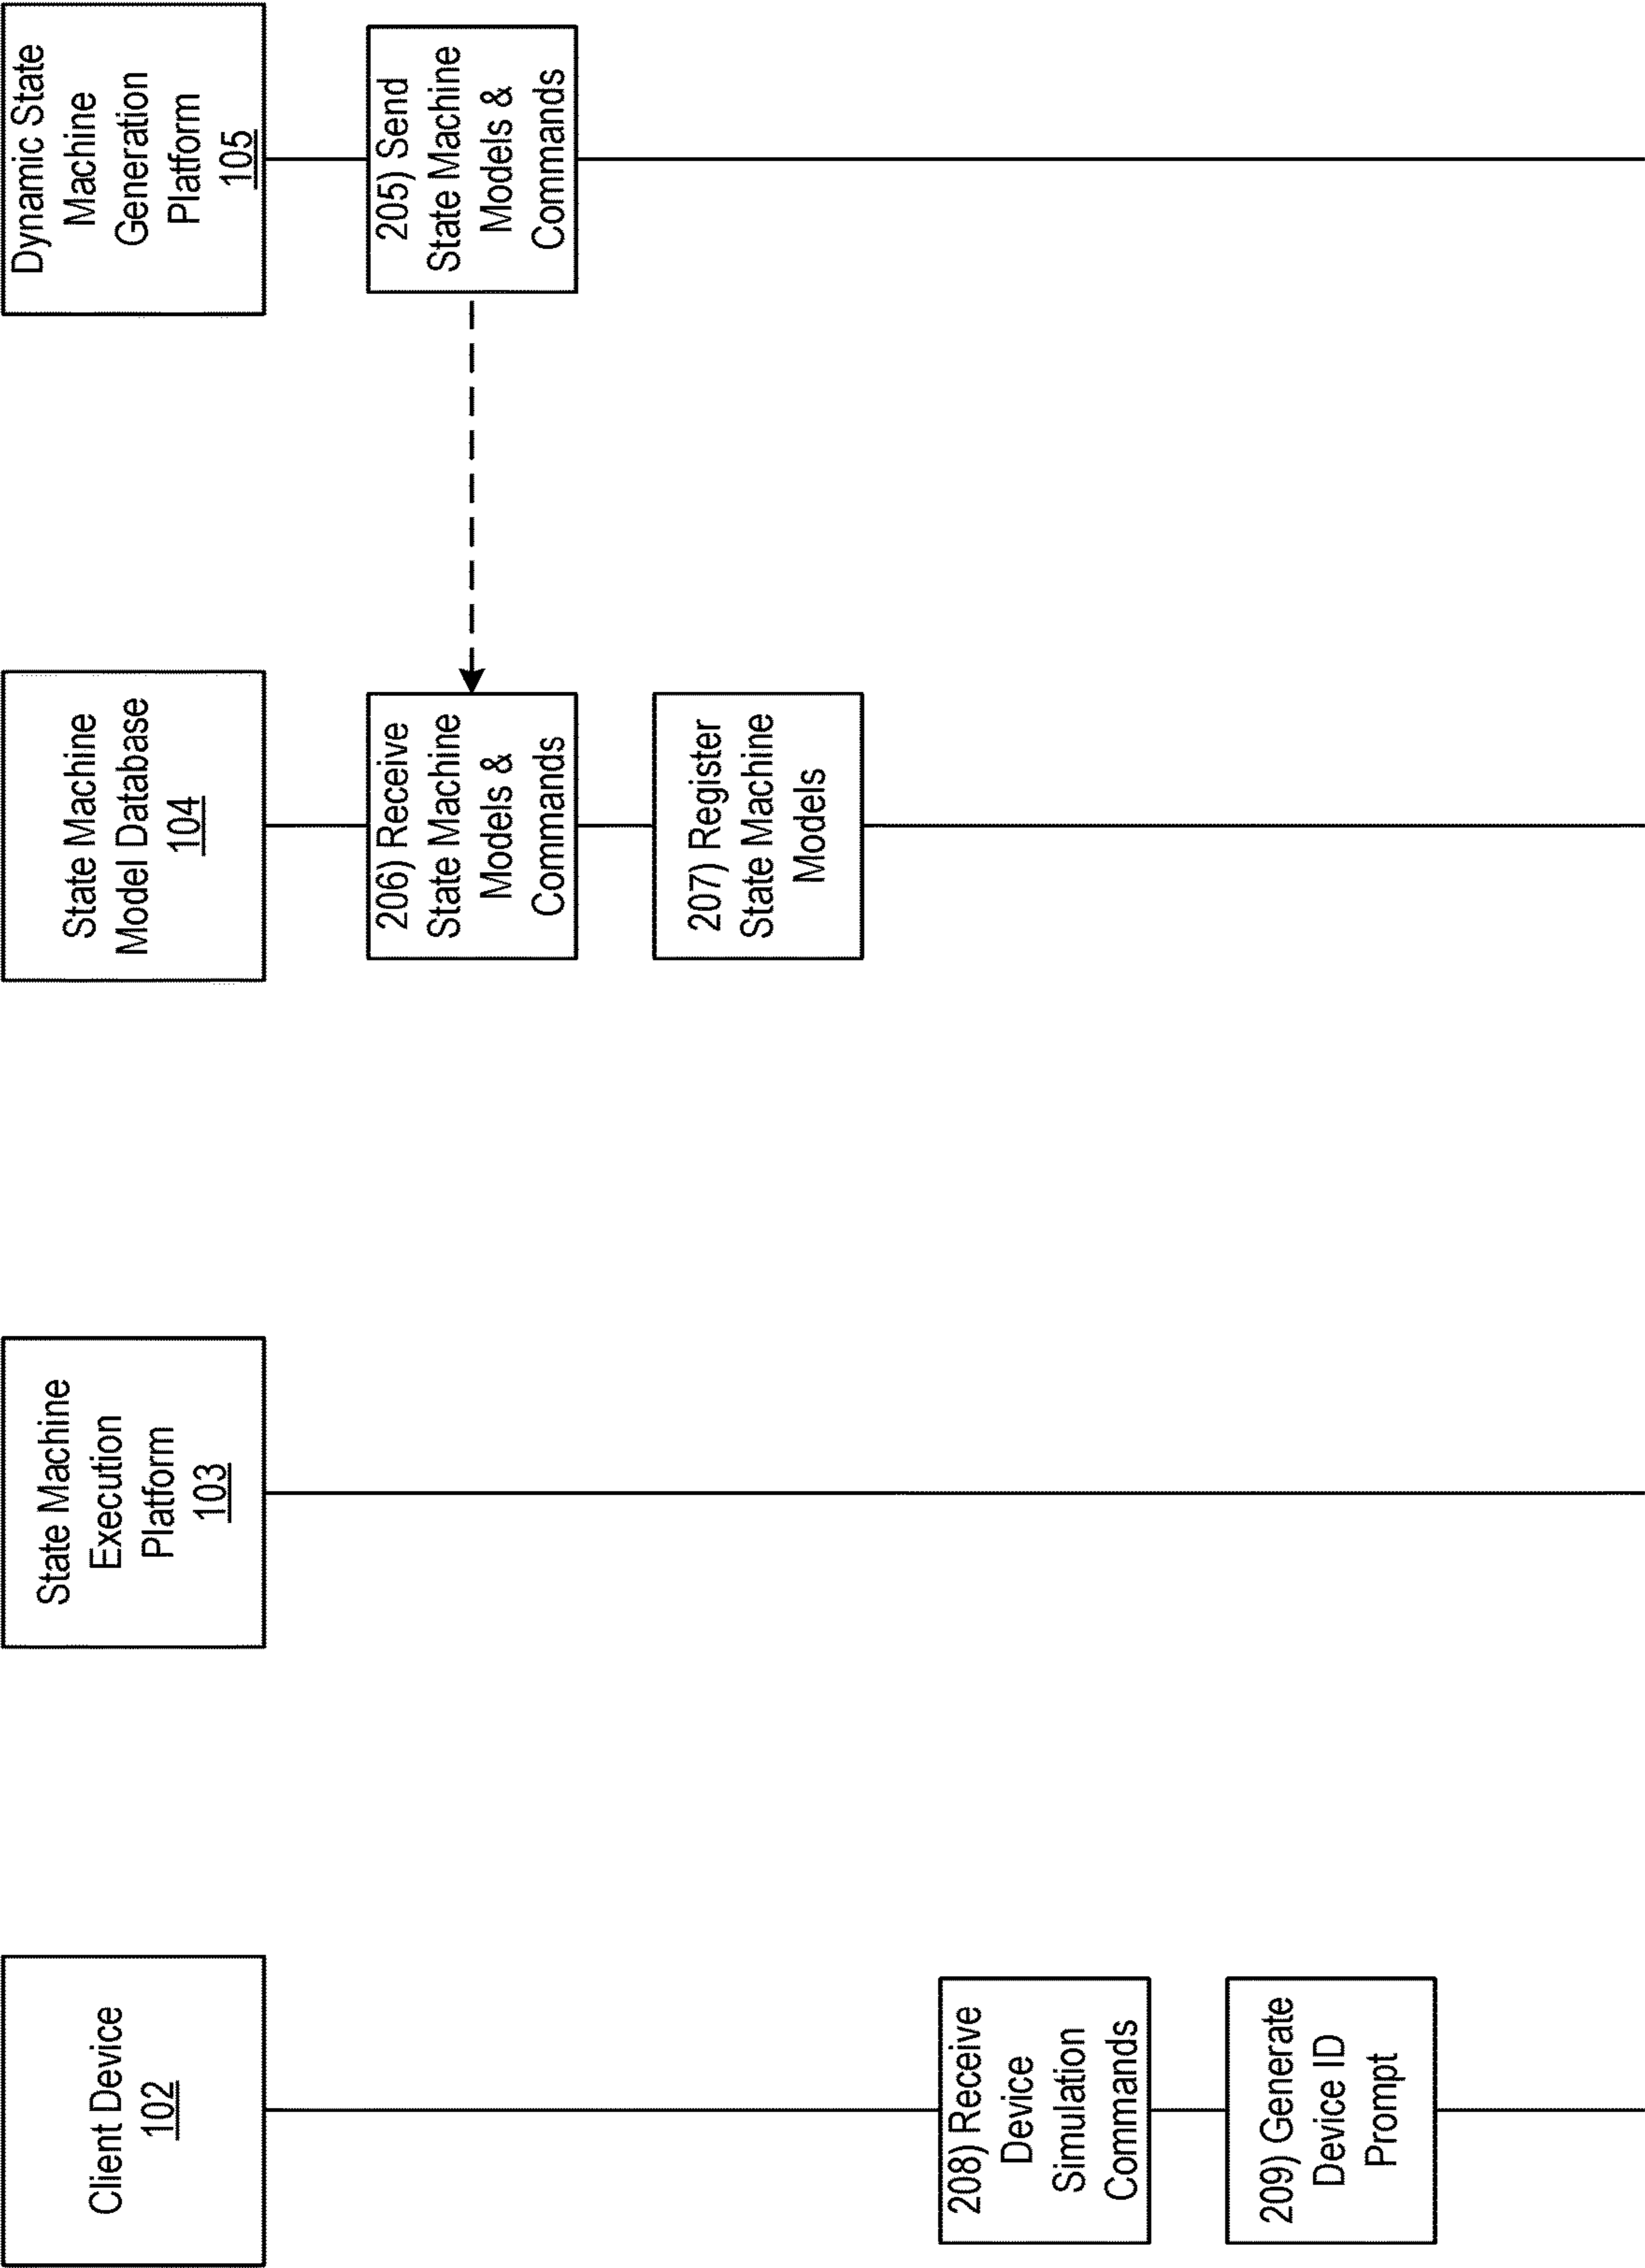 Client Device
102
State Machine
Execution
Platform
103
State Machine
Model Database
104
Dynamic State
Machine
Generation
Platform
105
205) Send
State Machine
Models &
Commands
206) Receive
State Machine
Models &
Commands
207) Register
State Machine
Models
208) Receive
Device
Simulation
Commands
209) Generate
Device ID
Prompt